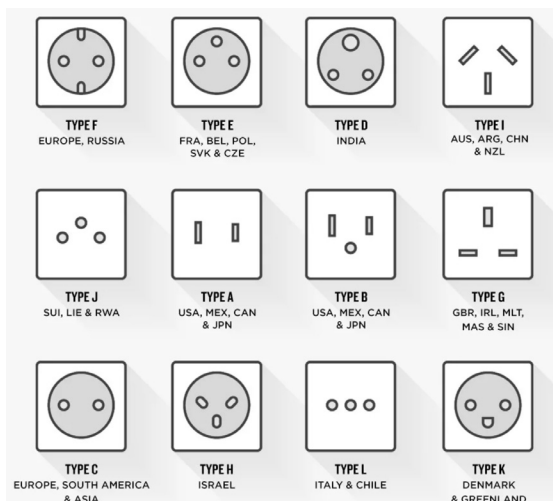 TYPE F
EUROPE, RUSSIA
TYPE E
FRA, BEL, POL,
SVK & CZE
TYPE D
INDIA
TYPE I
AUS, ARG, CHN
& NZL
TYPE J
SUI, LIE & RWA
TYPE A
USA, MEX, CAN
& JPN
TYPE B
USA, MEX, CAN
& JPN
TYPE G
GBR, IRL, MLT,
MAS & SIN
TYPE C
EUROPE, SOUTH AMERICA
& ASIA
TYPE H
ISRAEL
TYPE L
ITALY & CHILE
TYPE K
DENMARK
& GREENLAND